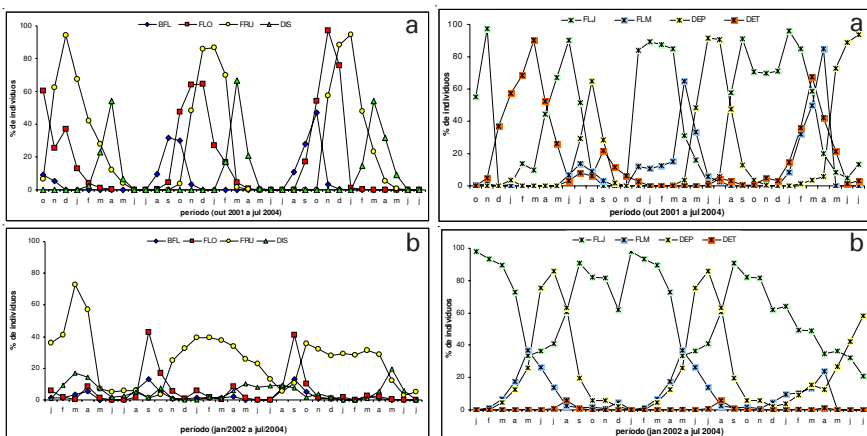 a
BFL FLO FRU DIS
% de indivíduos
100
80
60
40
20
0
o n d j f m a m j j a s o n d j f m a m j j a s o n d j f m a m j j
período (out 2001 a jul 2004)
a
FLJ FLM DEP DET
% de indivíduos
100
80
60
40
20
0
o n d j f m a m j j a s o n d j f m a m j j a s o n d j f m a m j j
período (out 2001 a jul 2004)
b
BFL FLO FRU DIS
% de indivíduos
100
80
60
40
20
0
j f m a m j j a s o n d j f m a m j j a s o n d j f m a m j j
período (jan/2002 a jul/2004)
b
FLJ FLM DEP DET
% de indivíduos
100
80
60
40
20
0
j f m a m j j a s o n d j f m a m j j a s o n d j f m a m j j
período (jan 2002 a jul 2004)